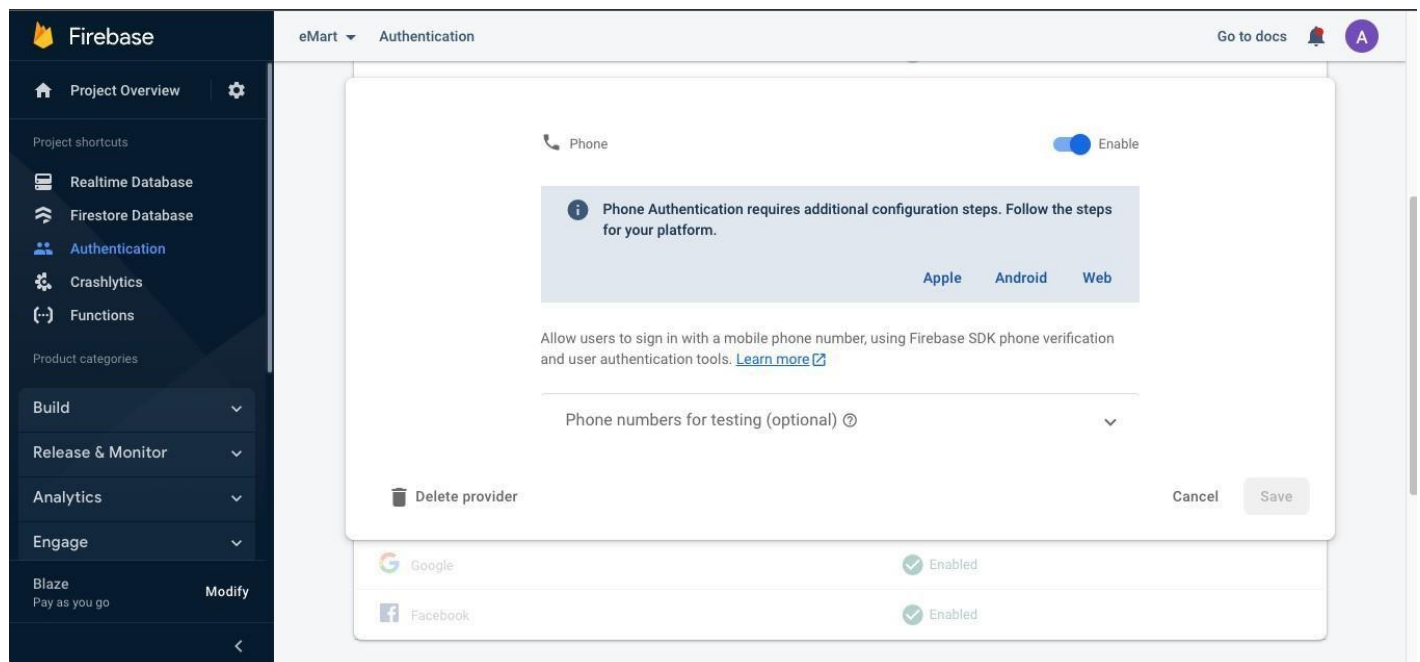 Firebase
eMart
Authentication
Go to docs
A
Project Overview
Project shortcuts
Realtime Database
Firestore Database
Authentication
Crashlytics
Functions
Product categories
Build
Release & Monitor
Analytics
Engage
Blaze
Pay as you go
Modify
Phone
Enable
Phone Authentication requires additional configuration steps. Follow the steps
for your platform.
Apple Android Web
Allow users to sign in with a mobile phone number, using Firebase SDK phone verification
and user authentication tools. Learn more
Phone numbers for testing (optional)
Delete provider
Cancel Save
Google Enabled
Facebook Enabled